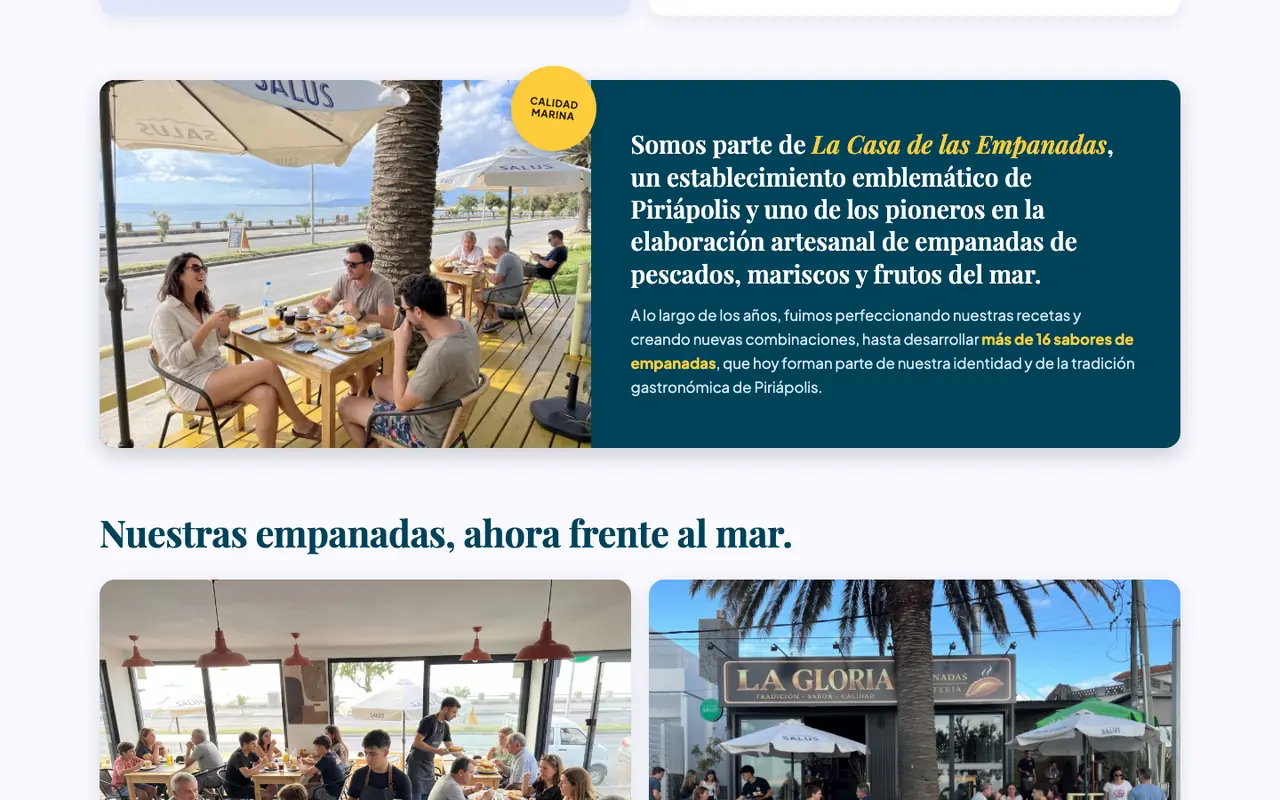 SALUS
SALUS
SALUS
CALIDAD
MARINA
SALUS
Somos parte de La Casa de las Empanadas,
un establecimiento emblemático de
Piriápolis y uno de los pioneros en la
elaboración artesanal de empanadas de
pescados, mariscos y frutos del mar.
A lo largo de los años, fuimos perfeccionando nuestras recetas y
creando nuevas combinaciones, hasta desarrollar más de 16 sabores de
empanadas, que hoy forman parte de nuestra identidad y de la tradición
gastronómica de Piriápolis.
Nuestras empanadas, ahora frente al mar.
SALUS
LA GLORIA
NADAS
TERIA
TRADICIÓN - SABOR - CALIDAD
SALUS
SALUS